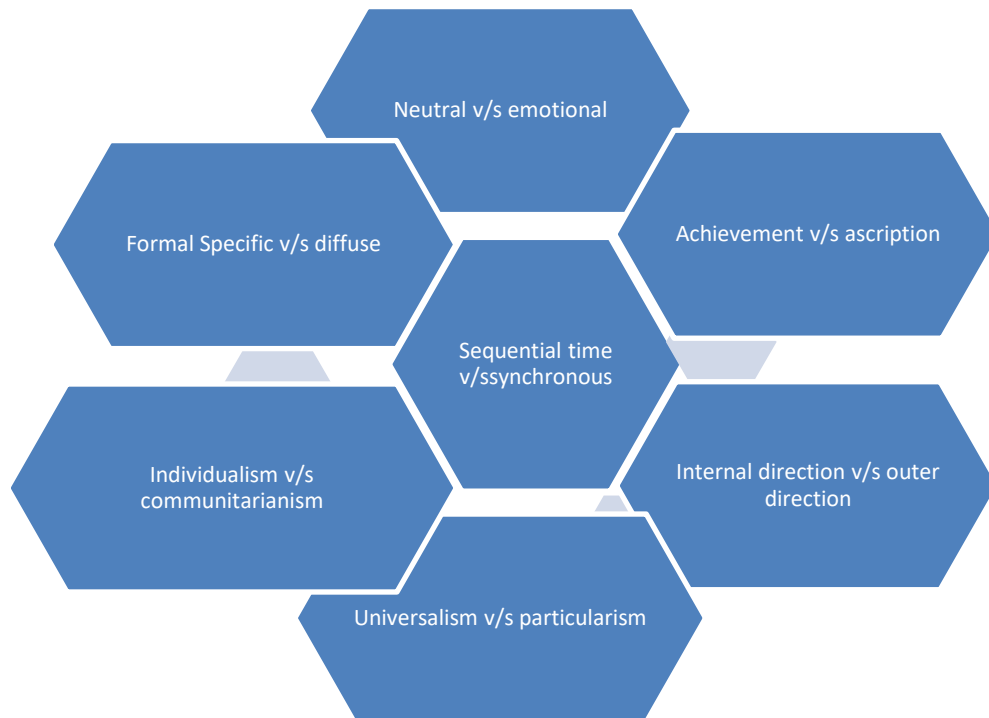 Neutral v/s emotional
Formal Specific v/s diffuse
Achievement v/s ascription
Sequential time
v/ssynchronous
Individualism v/s
communitarianism
Internal direction v/s outer
direction
Universalism v/s particularism